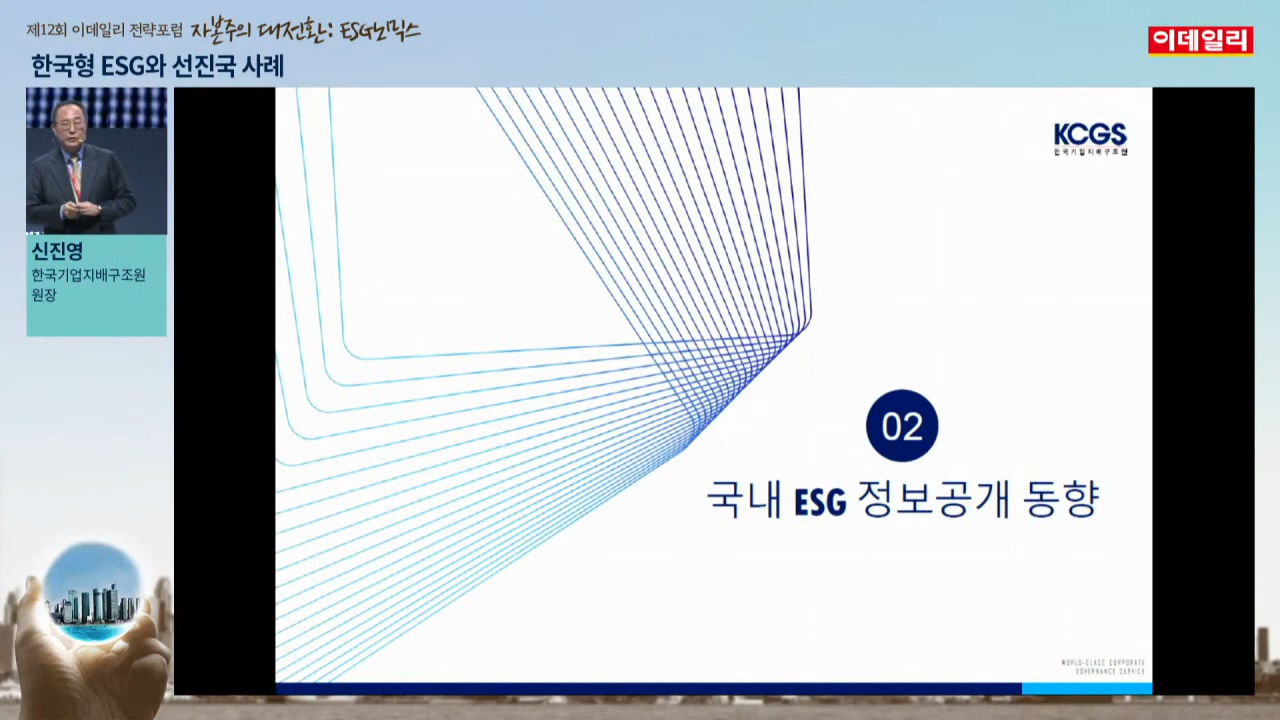 제12회 이데일리 전략포럼 자본주의 대전환: ESG노믹스
이데일리
한국형 ESG와 선진국 사례
KCGS
한국기업지배구조원
신진영
한국기업지배구조원
원장
02
국내 ESG 정보공개 동향
WORLD-CLASS CORPORATE
GOVERNANCE SERVICE